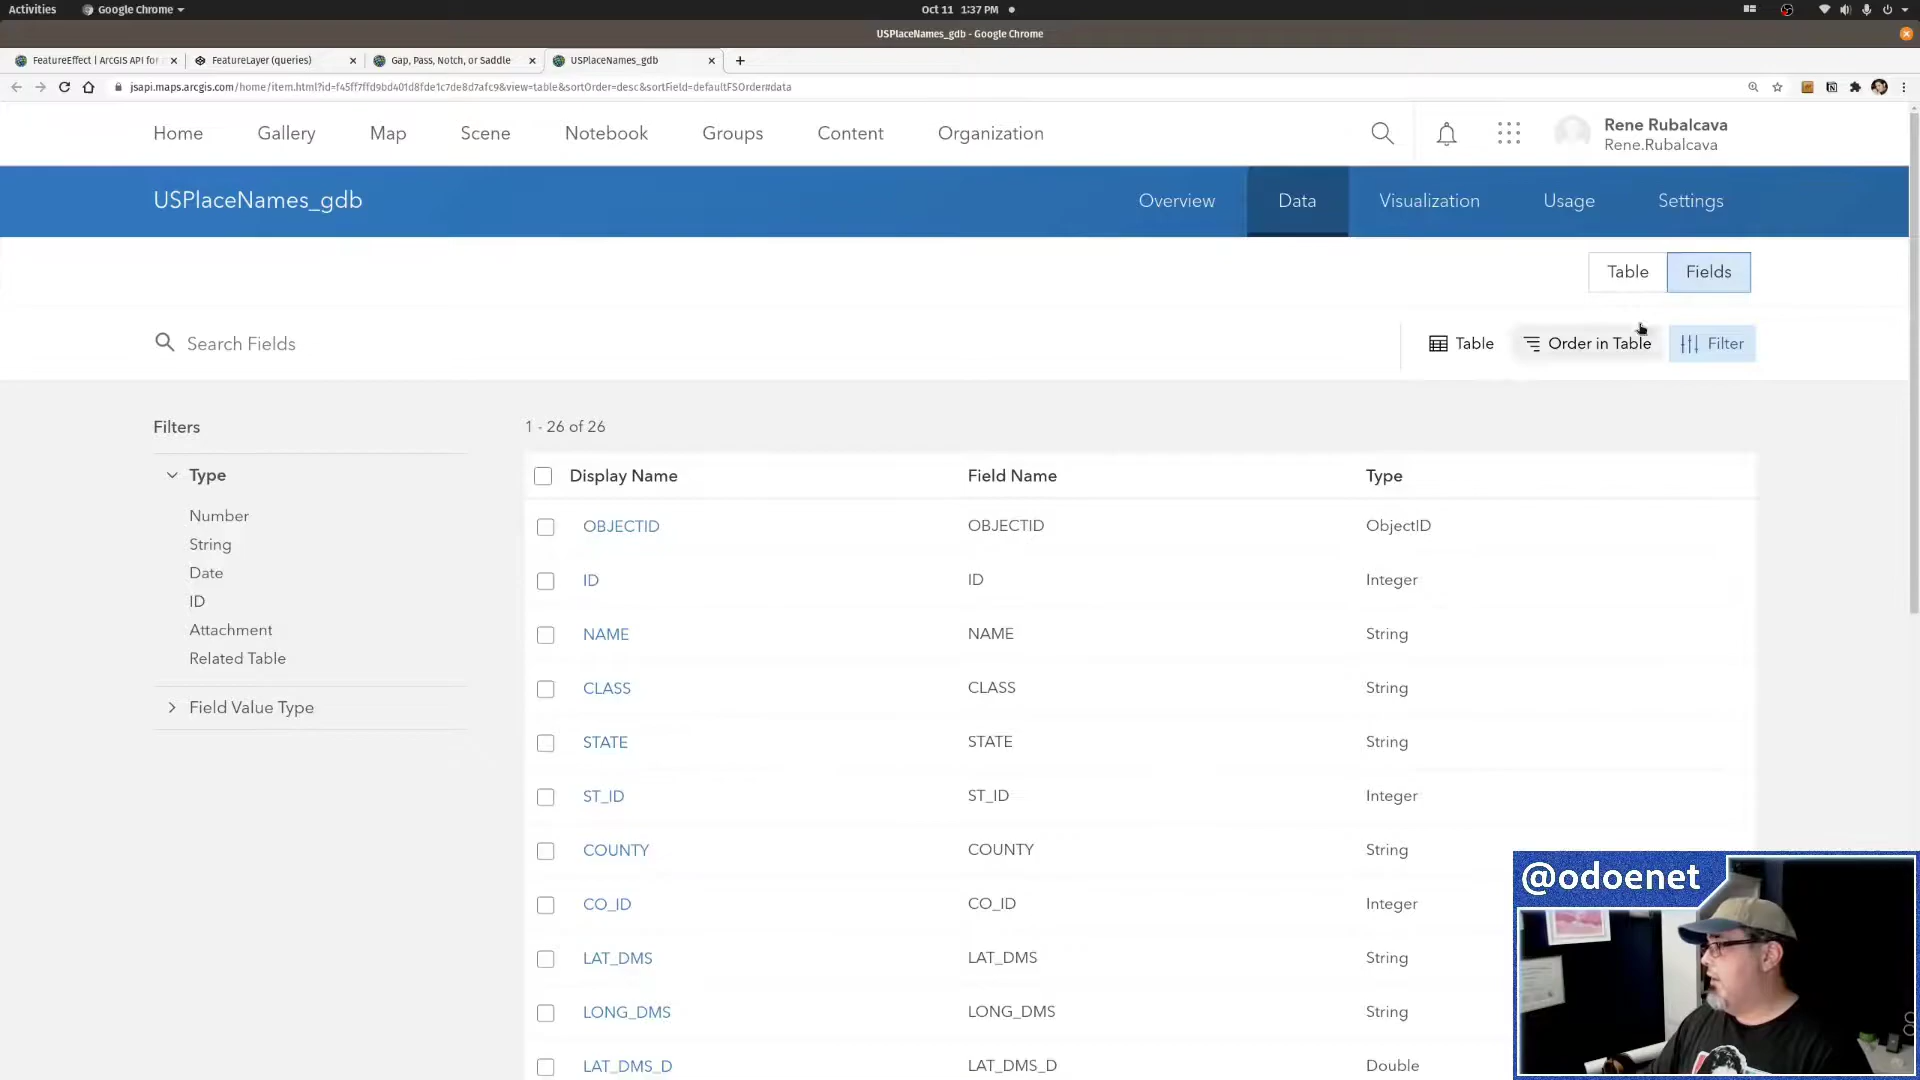 Activities
Google Chrome
Oct 11 1:37 PM
USPlaceNames_gdb - Google Chrome
FeatureEffect | ArcGIS API for
FeatureLayer (queries)
Gap, Pass, Notch, or Saddle
USPlaceNames_gdb
jsapi.maps.arcgis.com/home/item.html?id=f45ff7ffd9bd401d8fde1c7de8d7afc9&view=table&sortOrder=desc&sortField=defaultFSOrder#data
Home
Gallery
Map
Scene
Notebook
Groups
Content
Organization
Rene Rubalcava
Rene.Rubalcava
USPlaceNames_gdb
Overview
Data
Visualization
Usage
Settings
Table
Fields
Search Fields
Table
Order in Table
Filter
Filters
Type
Number
String
Date
ID
Attachment
Related Table
Field Value Type
1 - 26 of 26
Display Name Field Name Type
OBJECTID OBJECTID ObjectID
ID ID Integer
NAME NAME String
CLASS CLASS String
STATE STATE String
ST_ID ST_ID Integer
COUNTY COUNTY String
CO_ID CO_ID Integer
LAT_DMS LAT_DMS String
LONG_DMS LONG_DMS String
LAT_DMS_D LAT_DMS_D Double
@odoenet